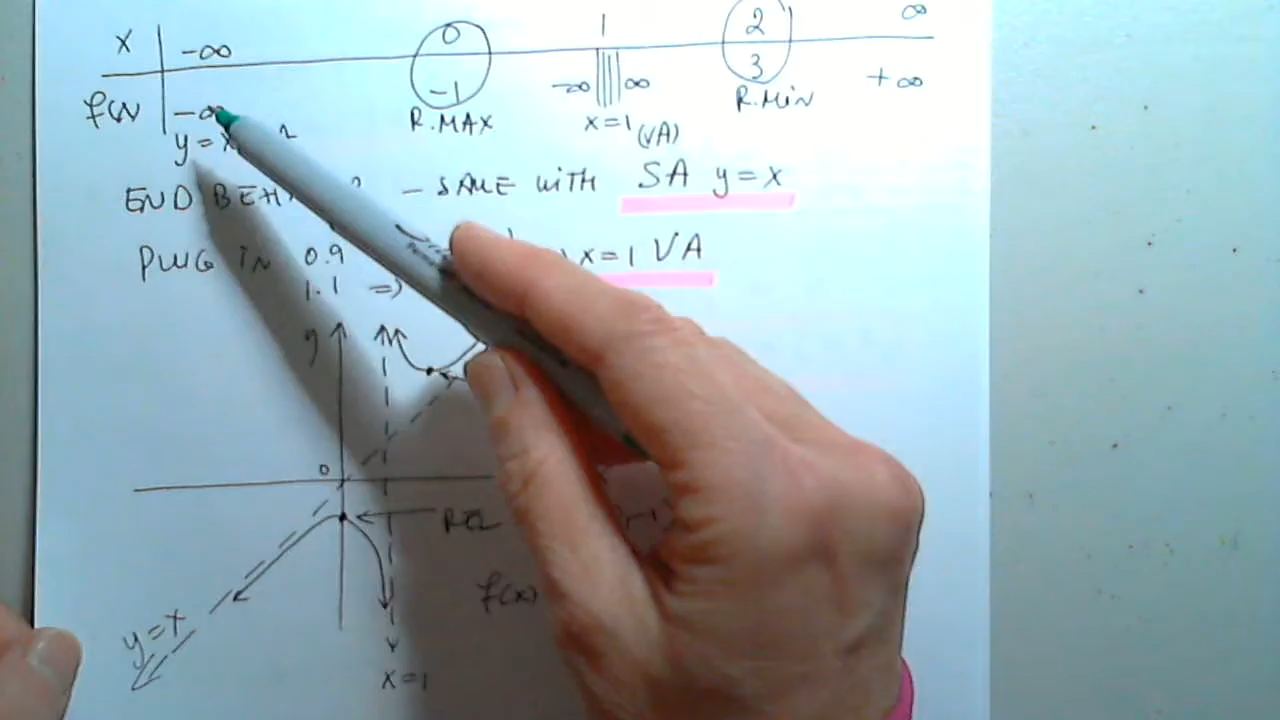 x -∞ 0 1 2 ∞
f(x) -∞ -1 -∞ ∞ 3 +∞
R.MAX x=1 (VA) R.MIN
y=x
END - SAME WITH SA y=x
PLUG IN 0.9 x=1 VA
1.1 =>
y
0
REL -1)
f(x)
y=x
x=1